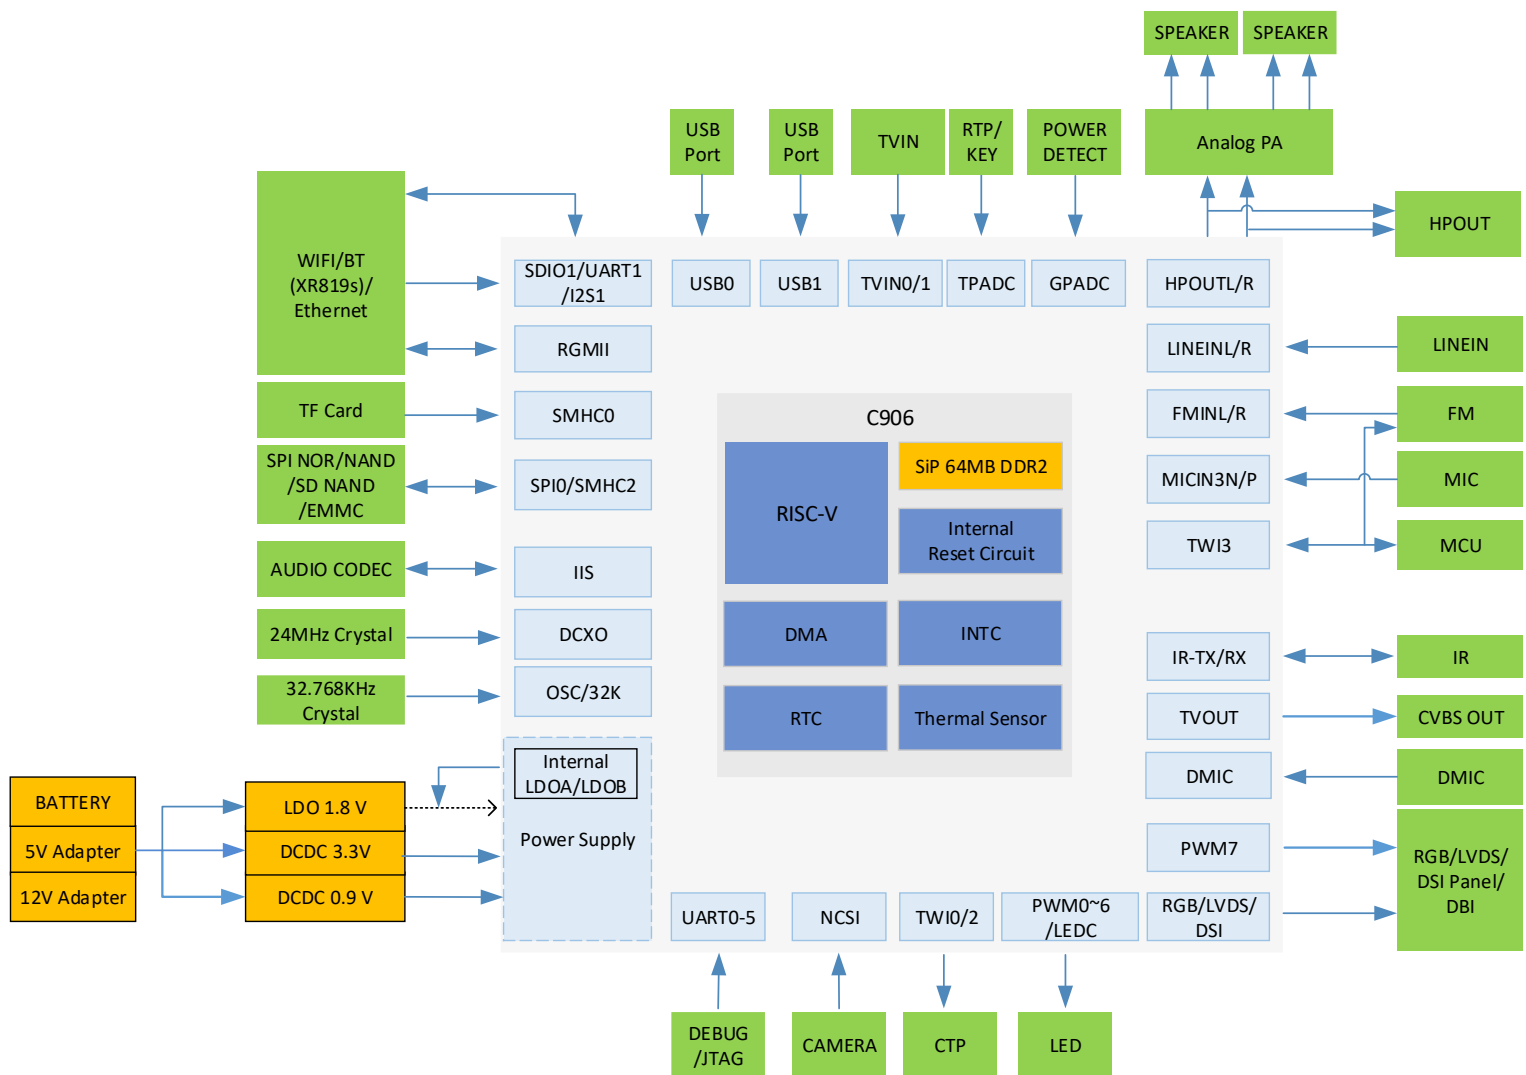 SPEAKER
SPEAKER
USB
Port
USB
Port
TVIN
RTP/
KEY
POWER
DETECT
Analog PA
HPOUT
WIFI/BT
(XR819s)/
Ethernet
SDIO1/UART1
/I2S1
USB0
USB1
TVIN0/1
TPADC
GPADC
HPOUTL/R
RGMII
LINEINL/R
LINEIN
TF Card
SMHC0
C906
FMINL/R
FM
SPI NOR/NAND
/SD NAND
/EMMC
SPI0/SMHC2
RISC-V
SiP 64MB DDR2
MICIN3N/P
MIC
Internal
Reset Circuit
TWI3
MCU
AUDIO CODEC
IIS
24MHz Crystal
DCXO
DMA
INTC
IR-TX/RX
IR
32.768KHz
Crystal
OSC/32K
RTC
Thermal Sensor
TVOUT
CVBS OUT
Internal
LDOA/LDOB
DMIC
DMIC
BATTERY
LDO 1.8 V
Power Supply
5V Adapter
DCDC 3.3V
PWM7
RGB/LVDS/
DSI Panel/
DBI
12V Adapter
DCDC 0.9 V
UART0-5
NCSI
TWI0/2
PWM0~6
/LEDC
RGB/LVDS/
DSI
DEBUG
/JTAG
CAMERA
CTP
LED